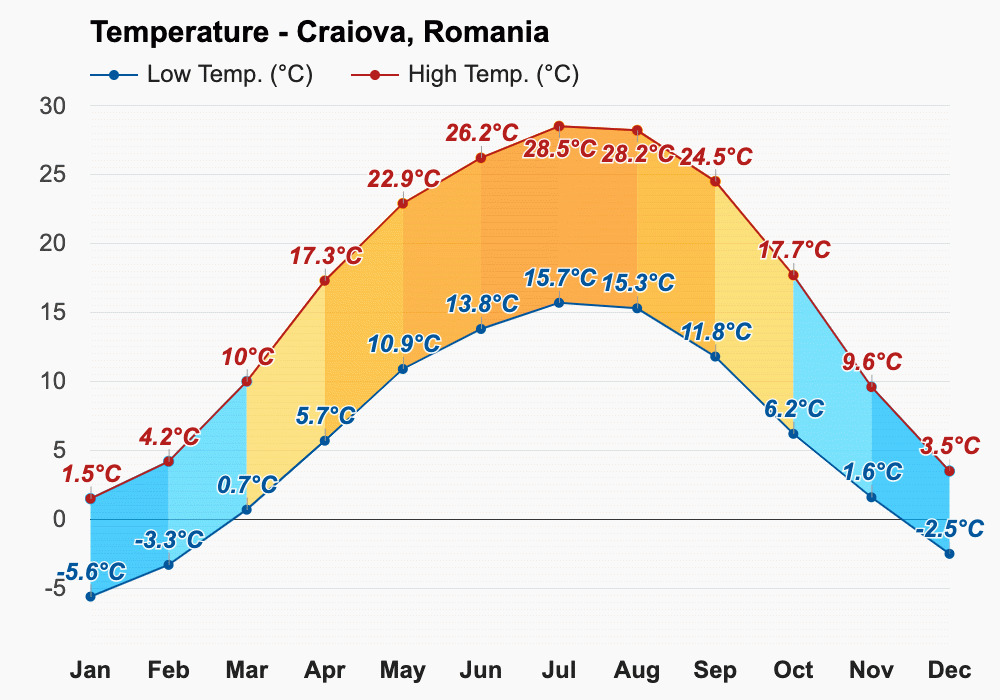 Temperature - Craiova, Romania
Low Temp. (°C) High Temp. (°C)
30
26.2°C 28.5°C 28.2°C 24.5°C
25
22.9°C
20
17.3°C 17.7°C
15.7°C 15.3°C
15
13.8°C
10.9°C 11.8°C
10
10°C 9.6°C
5.7°C 6.2°C
5
4.2°C 3.5°C
1.5°C 0.7°C 1.6°C
0
-3.3°C -2.5°C
-5.6°C
-5
Jan Feb Mar Apr May Jun Jul Aug Sep Oct Nov Dec